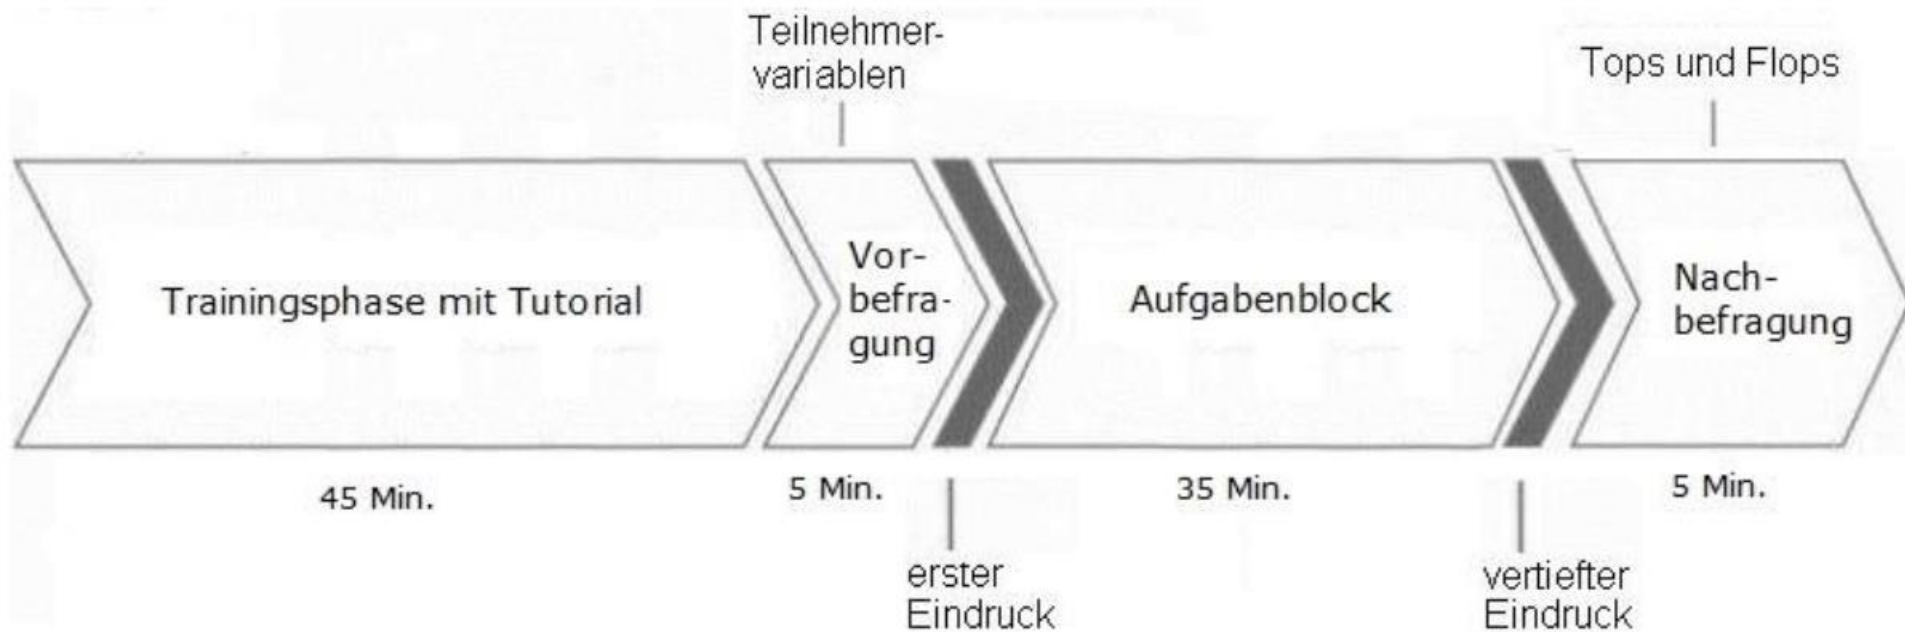 Teilnehmer-
variablen
Tops und Flops
Trainingsphase mit Tutorial
Vor-
befra-
gung
Aufgabenblock
Nach-
befragung
45 Min.
5 Min.
35 Min.
5 Min.
erster
Eindruck
vertiefter
Eindruck